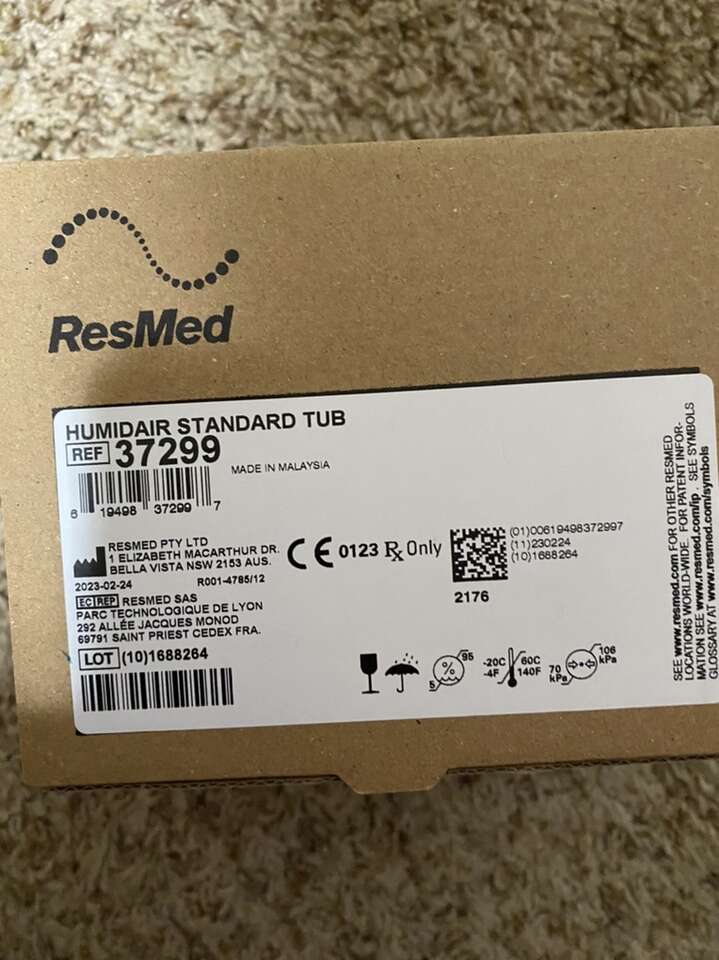 ResMed
HUMIDAIR STANDARD TUB
REF 37299
MADE IN MALAYSIA
6 19498 37299 7
RESMED PTY LTD
1 ELIZABETH MACARTHUR DR.
BELLA VISTA NSW 2153 AUS.
2023-02-24
R001-4785/12
CE 0123 Rx Only
(01)00619498372997
(11)230224
(10)1688264
2176
EC REP RESMED SAS
PARC TECHNOLOGIQUE DE LYON
292 ALLÉE JACQUES MONOD
69791 SAINT PRIEST CEDEX FRA.
LOT (10)1688264
5 % 95
-20C
-4F
60C
140F
70
kPa
106
kPa
SEE www.resmed.com FOR OTHER RESMED
LOCATIONS WORLD-WIDE. FOR PATENT INFOR-
MATION SEE www.resmed.com/ip . SEE SYMBOLS
GLOSSARY AT www.resmed.com/symbols